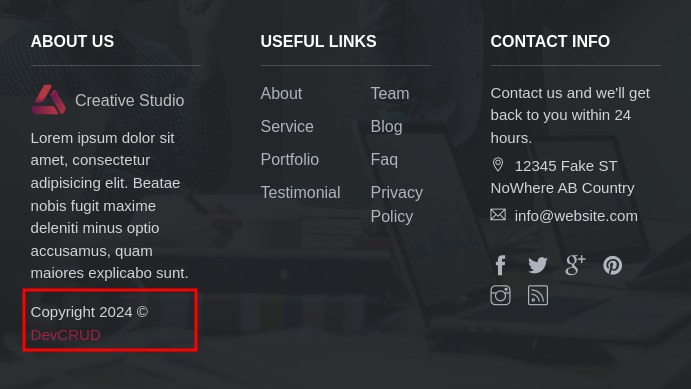 ABOUT US
Creative Studio
Lorem ipsum dolor sit
amet, consectetur
adipisicing elit. Beatae
nobis fugit maxime
deleniti minus optio
accusamus, quam
maiores explicabo sunt.
Copyright 2024 ©
DevCRUD
USEFUL LINKS
About
Service
Portfolio
Testimonial
Team
Blog
Faq
Privacy
Policy
CONTACT INFO
Contact us and we'll get
back to you within 24
hours.
12345 Fake ST
NoWhere AB Country
info@website.com